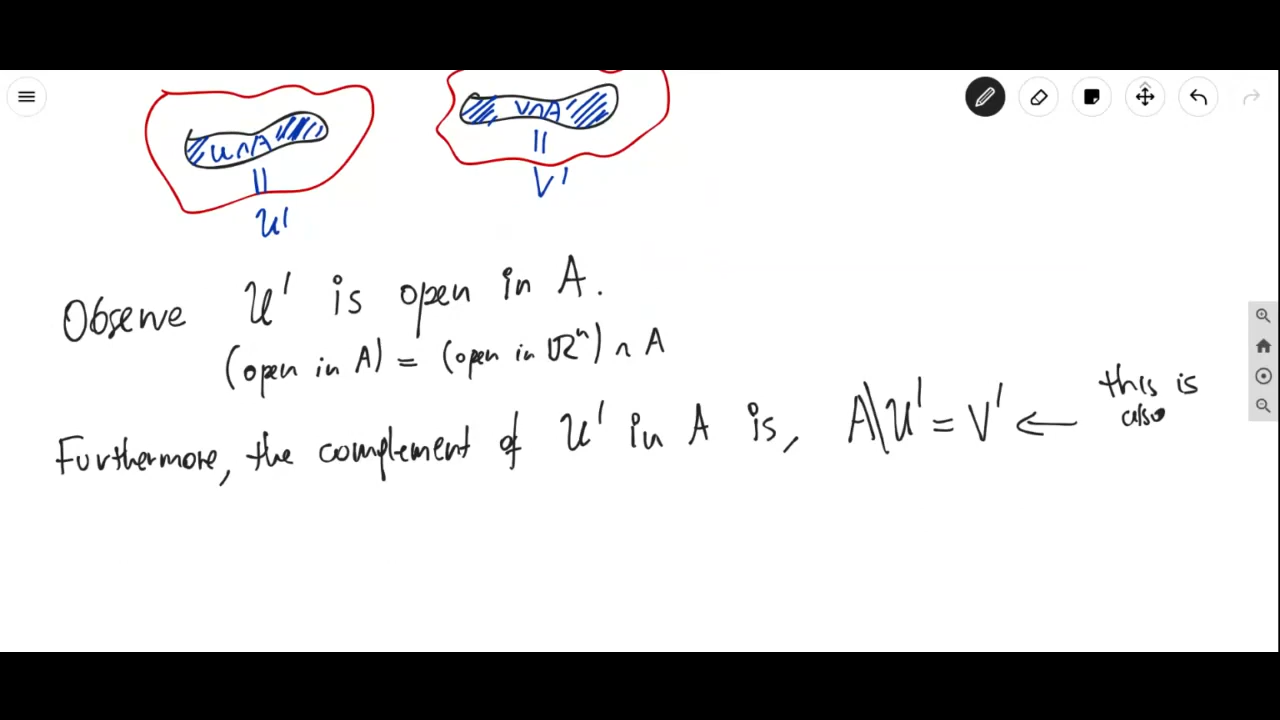 U∩A
V∩A
||
||
U'
V'
Observe U' is open in A.
(open in A) = (open in ℝⁿ) ∩ A
this is
also
Furthermore, the complement of U' in A is, A\U' = V' ←